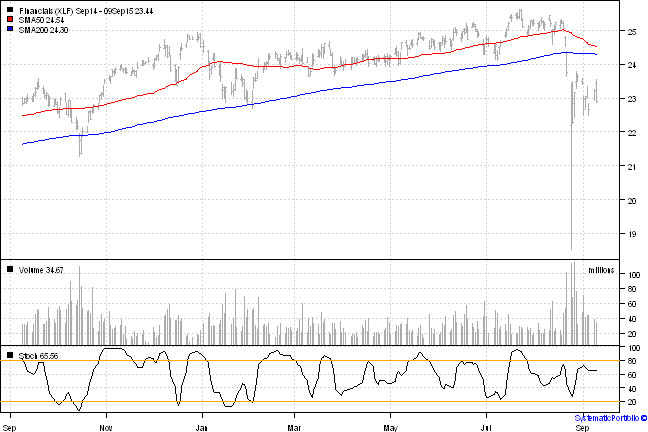 Financials (XLF) Sep14 - 09Sep15 23.44
SMA50 24.54
SMA200 24.30
25
24
23
22
21
20
19
Volume 34.67
millions
100
80
60
40
20
Stoch 65.56
100
80
60
40
20
Sep
Nov
Jan
Mar
May
Jul
Sep
SystematicPortfolio ©